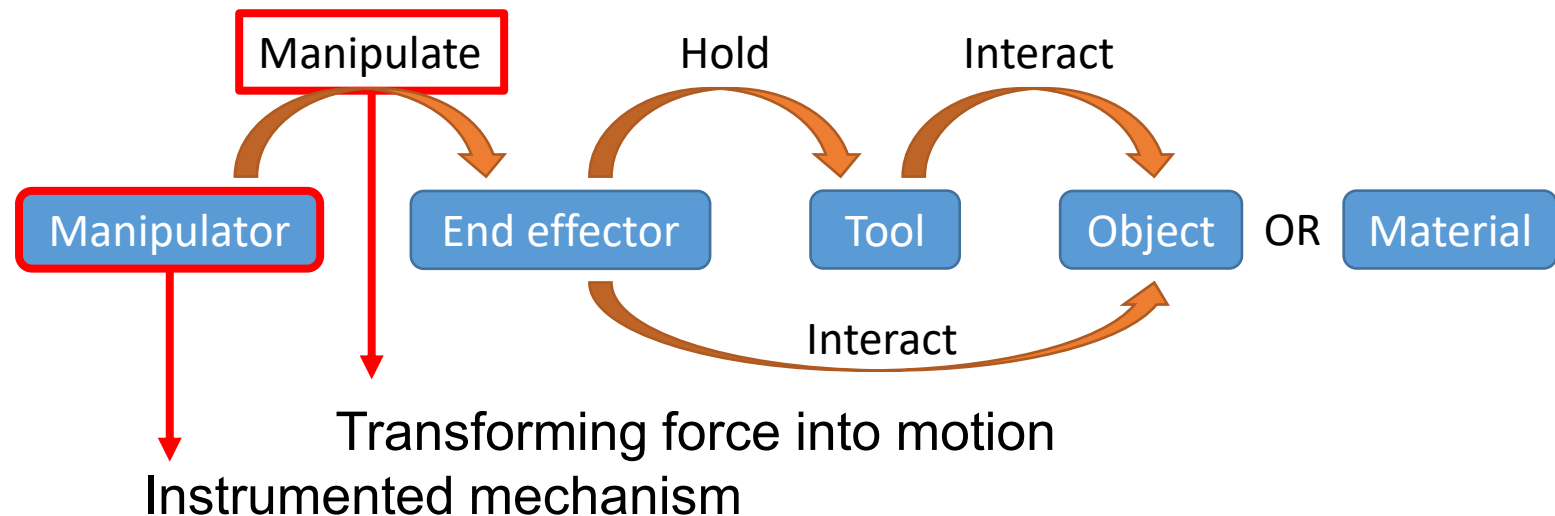 Manipulate Hold Interact
Manipulator End effector Tool Object OR Material
Interact
Transforming force into motion
Instrumented mechanism